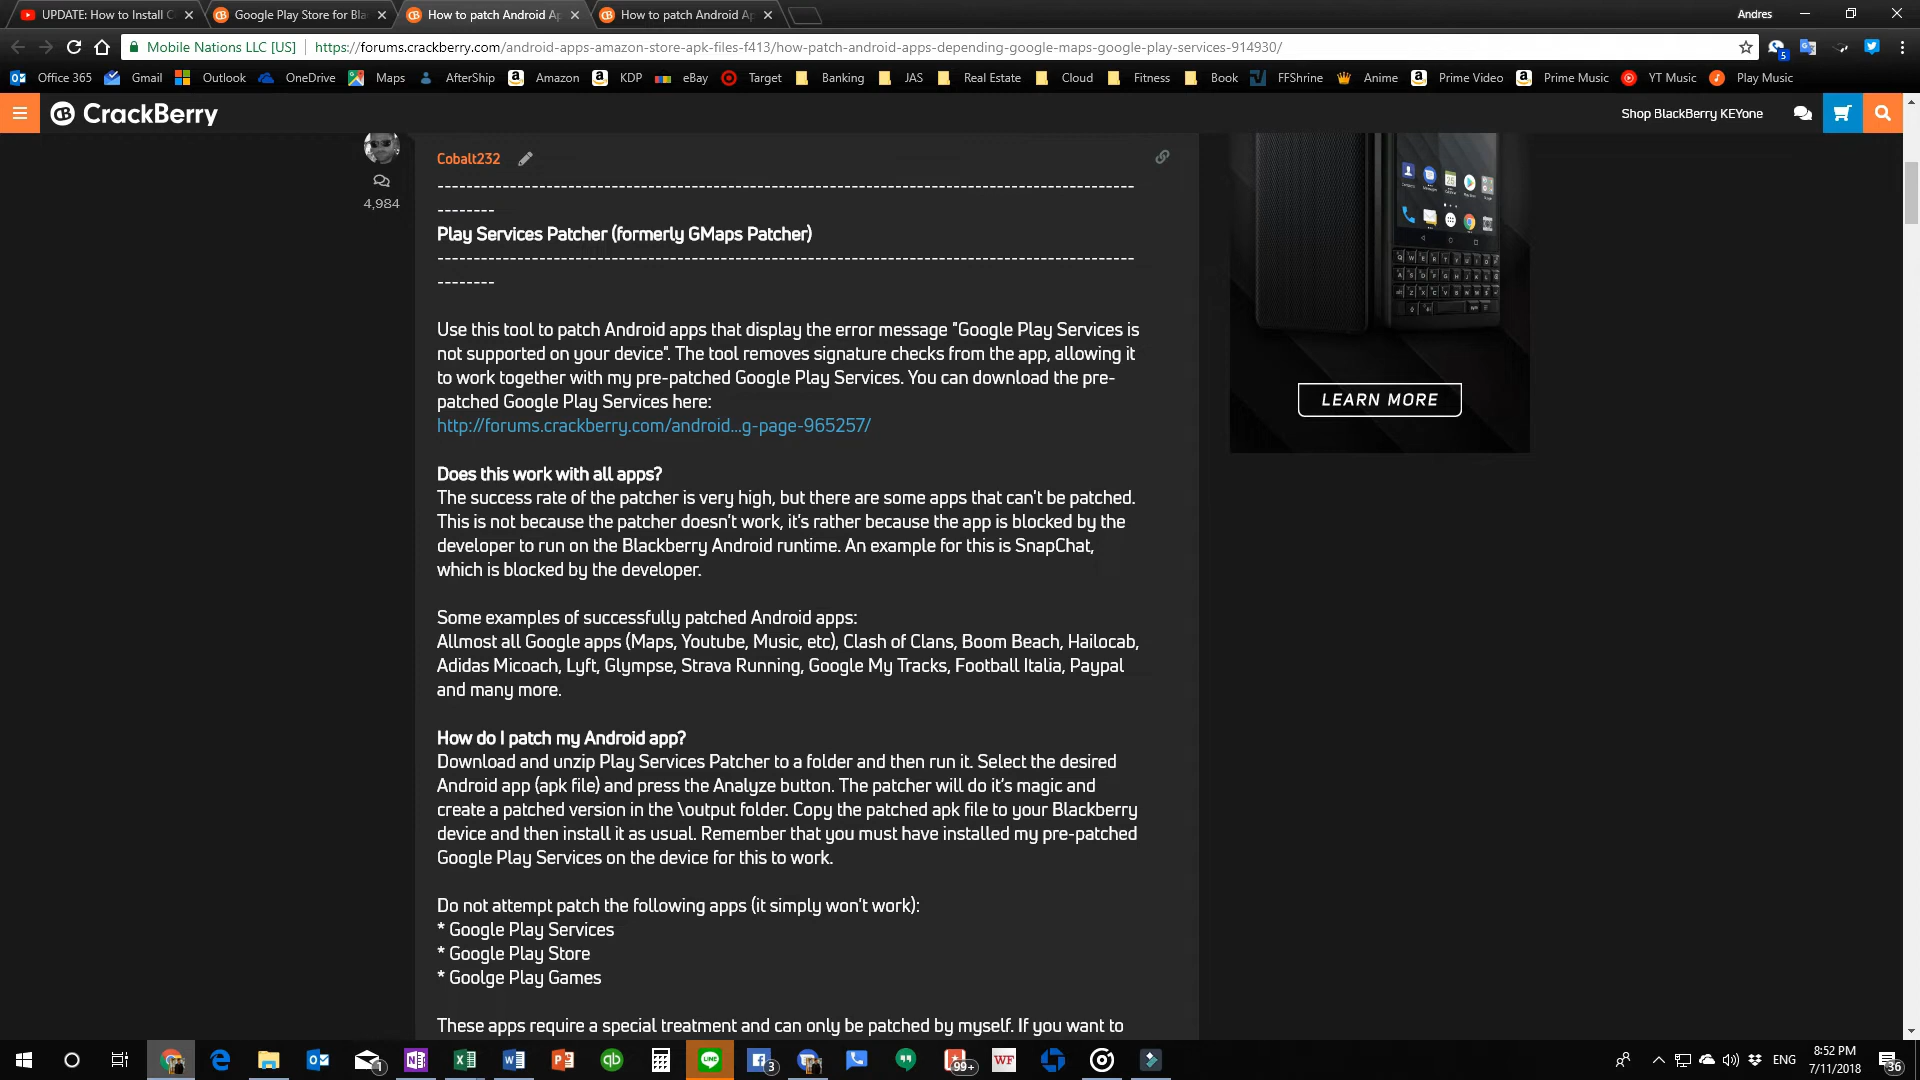 UPDATE: How to Install C
Google Play Store for Bla
How to patch Android Ap
How to patch Android Ap
Andres
Mobile Nations LLC [US]
https://forums.crackberry.com/android-apps-amazon-store-apk-files-f413/how-patch-android-apps-depending-google-maps-google-play-services-914930/
Office 365
Gmail
Outlook
OneDrive
Maps
AfterShip
Amazon
KDP
eBay
Target
Banking
JAS
Real Estate
Cloud
Fitness
Book
FFShrine
Anime
Prime Video
Prime Music
YT Music
Play Music
CrackBerry
Shop BlackBerry KEYone
Cobalt232
4,984
------------------------------------------------------------------------------------------------
--------
Play Services Patcher (formerly GMaps Patcher)
------------------------------------------------------------------------------------------------
--------
Use this tool to patch Android apps that display the error message "Google Play Services is
not supported on your device". The tool removes signature checks from the app, allowing it
to work together with my pre-patched Google Play Services. You can download the pre-
patched Google Play Services here:
http://forums.crackberry.com/android...g-page-965257/
Does this work with all apps?
The success rate of the patcher is very high, but there are some apps that can't be patched.
This is not because the patcher doesn't work, it's rather because the app is blocked by the
developer to run on the Blackberry Android runtime. An example for this is SnapChat,
which is blocked by the developer.
Some examples of successfully patched Android apps:
Allmost all Google apps (Maps, Youtube, Music, etc), Clash of Clans, Boom Beach, Hailocab,
Adidas Micoach, Lyft, Glympse, Strava Running, Google My Tracks, Football Italia, Paypal
and many more.
How do I patch my Android app?
Download and unzip Play Services Patcher to a folder and then run it. Select the desired
Android app (apk file) and press the Analyze button. The patcher will do it's magic and
create a patched version in the \output folder. Copy the patched apk file to your Blackberry
device and then install it as usual. Remember that you must have installed my pre-patched
Google Play Services on the device for this to work.
Do not attempt patch the following apps (it simply won't work):
* Google Play Services
* Google Play Store
* Goolge Play Games
These apps require a special treatment and can only be patched by myself. If you want to
LEARN MORE
ENG
8:52 PM
7/11/2018
36